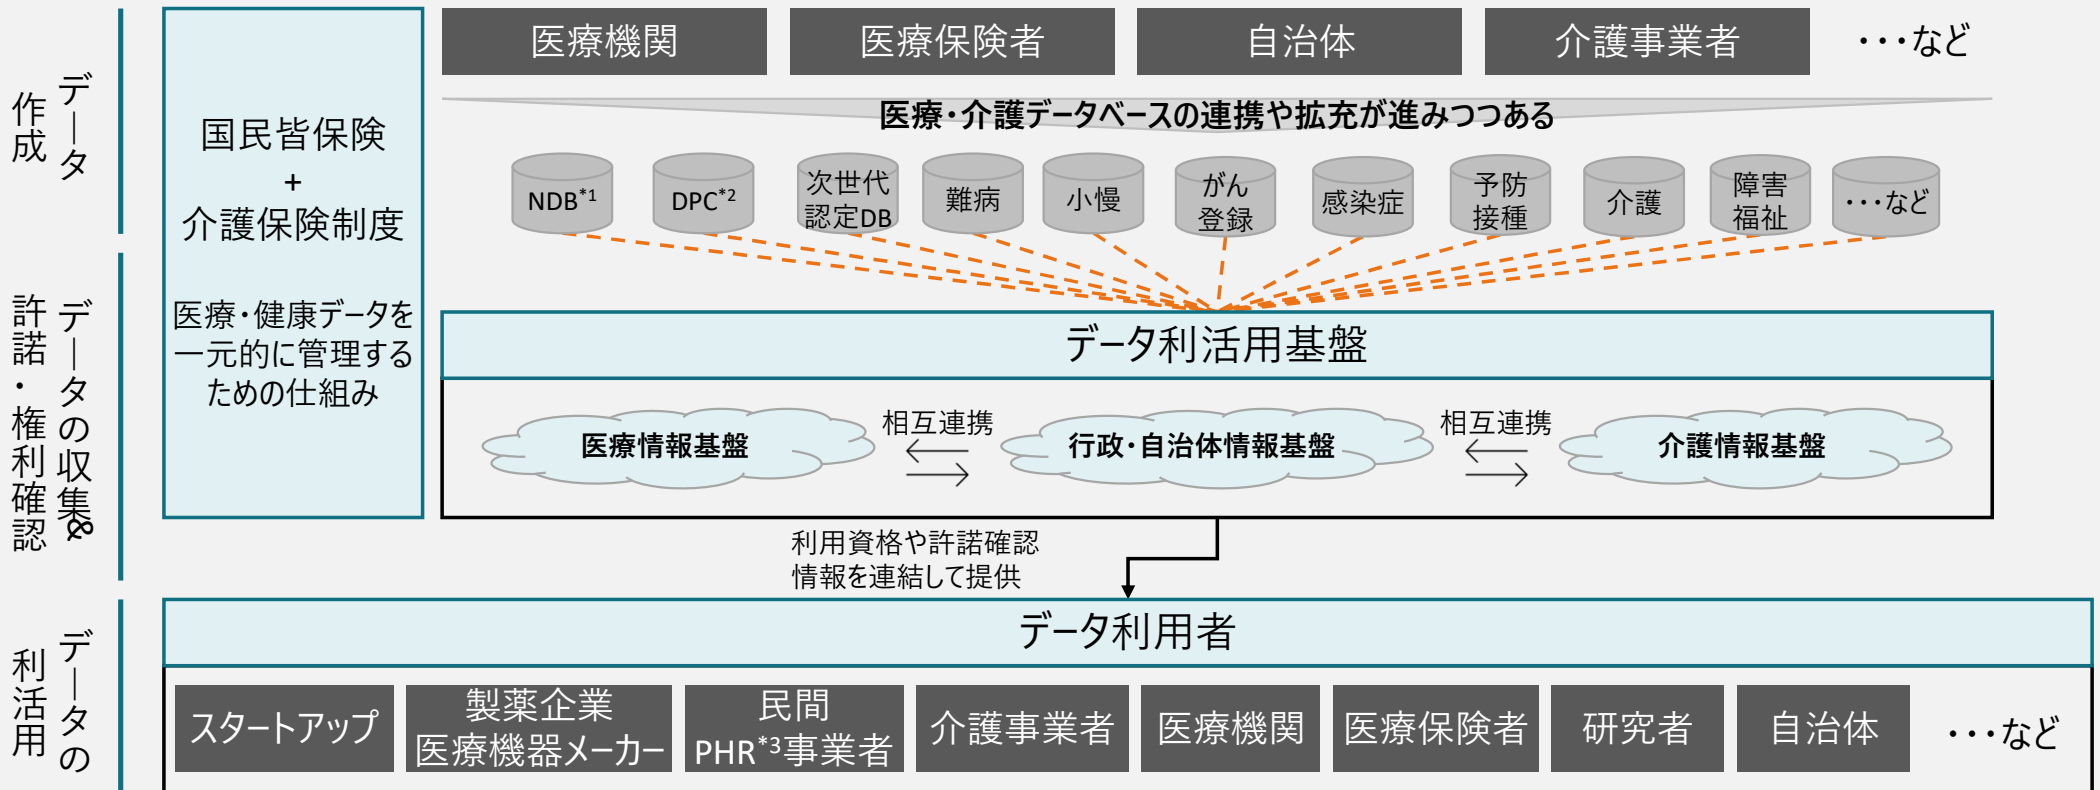 データ
作成
データの収集&
許諾・権利確認
データの
利活用
国民皆保険
+
介護保険制度
医療・健康データを
一元的に管理する
ための仕組み
医療機関
医療保険者
自治体
介護事業者
・・・など
医療・介護データベースの連携や拡充が進みつつある
NDB*1
DPC*2
次世代
認定DB
難病
小慢
がん
登録
感染症
予防
接種
介護
障害
福祉
・・・など
データ利活用基盤
医療情報基盤
相互連携
行政・自治体情報基盤
相互連携
介護情報基盤
利用資格や許諾確認
情報を連結して提供
データ利用者
スタートアップ
製薬企業
医療機器メーカー
民間
PHR*3事業者
介護事業者
医療機関
医療保険者
研究者
自治体
・・・など